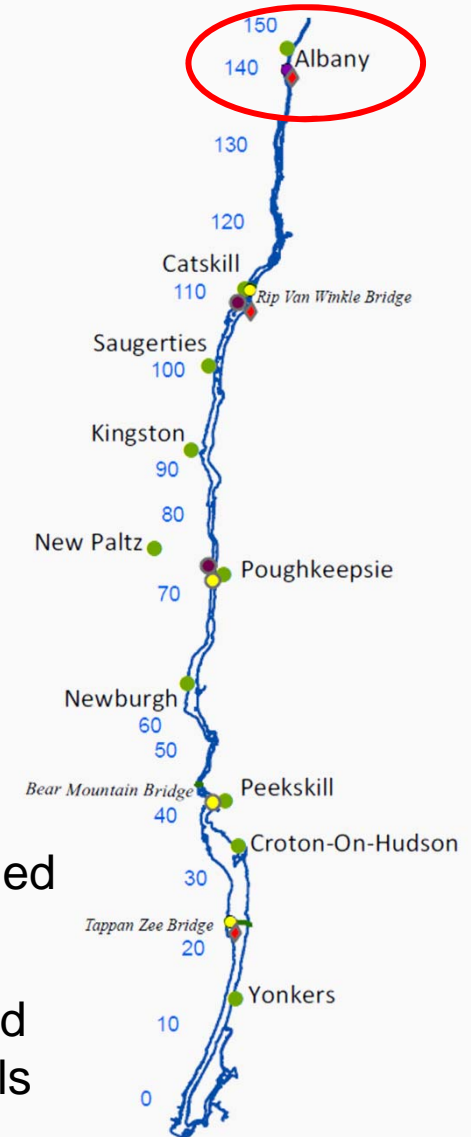 150
Albany
140
130
120
Catskill
110
Rip Van Winkle Bridge
Saugerties
100
Kingston
90
80
New Paltz
Poughkeepsie
70
Newburgh
60
50
Bear Mountain Bridge
Peekskill
40
Croton-On-Hudson
ed
30
Tappan Zee Bridge
20
Yonkers
d
10
ls
0